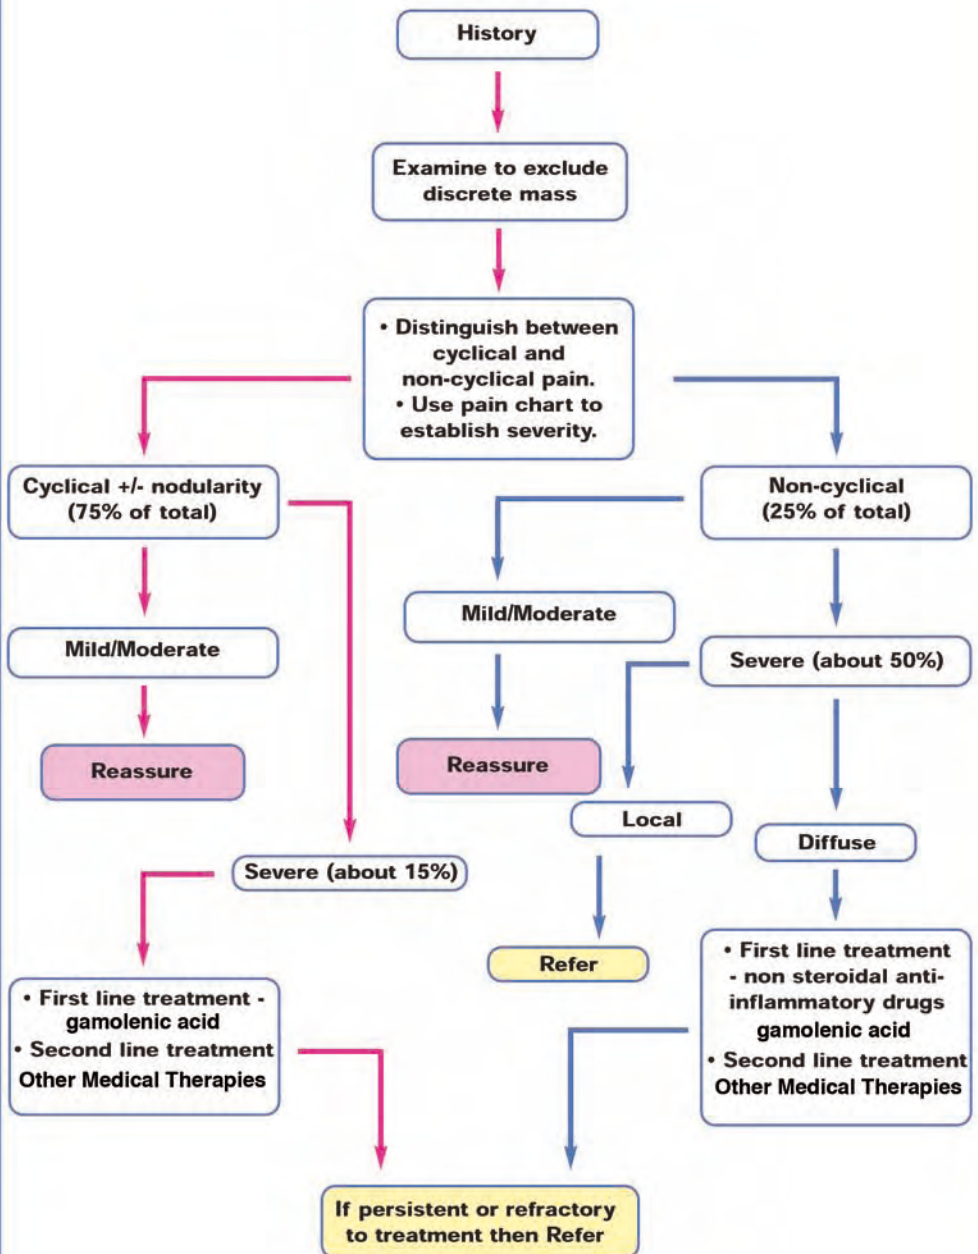 History
Examine to exclude
discrete mass
• Distinguish between
cyclical and
non-cyclical pain.
• Use pain chart to
establish severity.
Cyclical +/- nodularity
(75% of total)
Non-cyclical
(25% of total)
Mild/Moderate
Mild/Moderate
Severe (about 50%)
Reassure
Reassure
Local
Diffuse
Severe (about 15%)
Refer
• First line treatment -
gamolenic acid
• Second line treatment
Other Medical Therapies
• First line treatment
- non steroidal anti-
inflammatory drugs
gamolenic acid
• Second line treatment
Other Medical Therapies
If persistent or refractory
to treatment then Refer